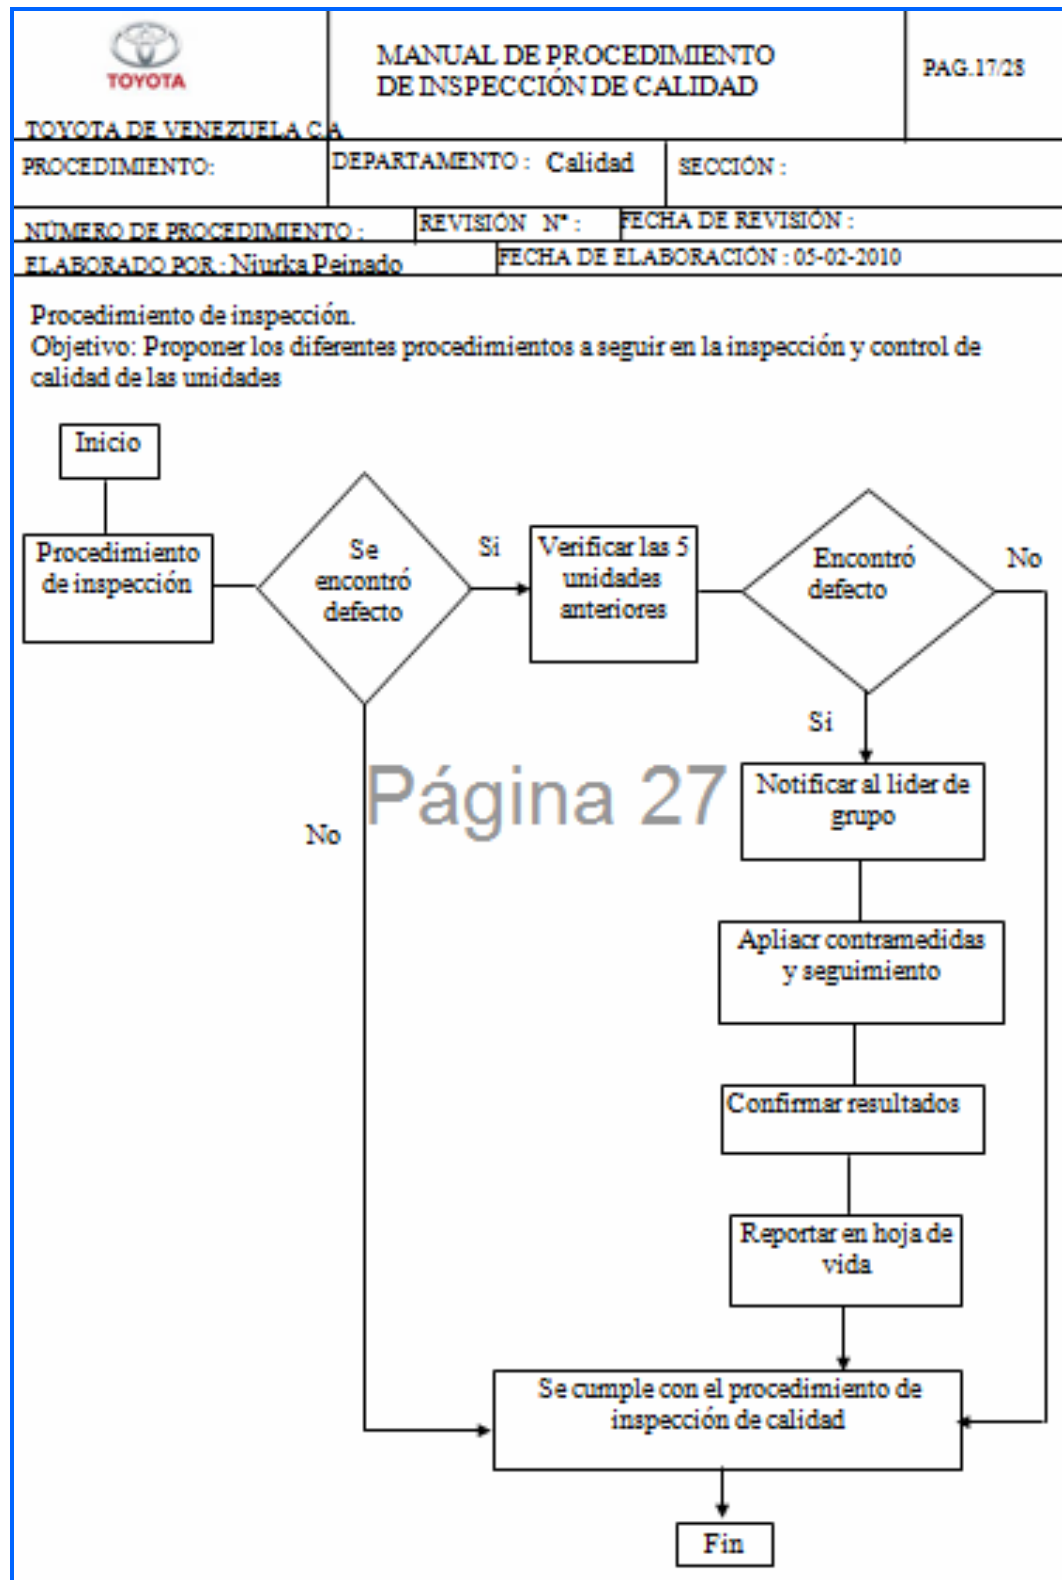 TOYOTA
TOYOTA DE VENEZUELA C.A
MANUAL DE PROCEDIMIENTO
DE INSPECCIÓN DE CALIDAD
PAG.17/28
PROCEDIMIENTO:
DEPARTAMENTO : Calidad
SECCIÓN :
NÚMERO DE PROCEDIMIENTO :
REVISIÓN N° :
FECHA DE REVISIÓN :
ELABORADO POR : Niurka Peinado
FECHA DE ELABORACIÓN : 05-02-2010
Procedimiento de inspección.
Objetivo: Proponer los diferentes procedimientos a seguir en la inspección y control de
calidad de las unidades
Inicio
Procedimiento
de inspección
Se
encontró
defecto
Si
Verificar las 5
unidades
anteriores
Encontró
defecto
No
Si
Notificar al lider de
grupo
Página 27
No
Apliacr contramedidas
y seguimiento
Confirmar resultados
Reportar en hoja de
vida
Se cumple con el procedimiento de
inspección de calidad
Fin